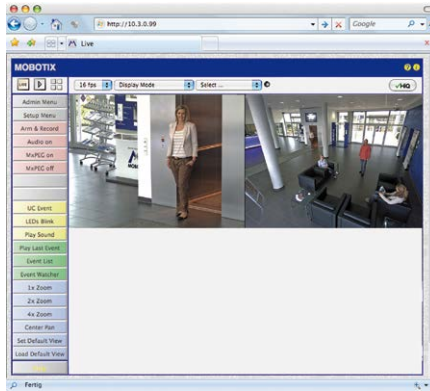 http://10.3.0.99
Google
Live
MOBOTIX
LIVE
16 fps
Display Mode
Select ...
HQ
Admin Menu
Setup Menu
Arm & Record
Audio on
MxPEG on
MxPEG off
UC Event
LEDs Blink
Play Sound
Play Last Event
Event List
Event Watcher
1x Zoom
2x Zoom
4x Zoom
Center Pan
Set Default View
Load Default View
Fertig